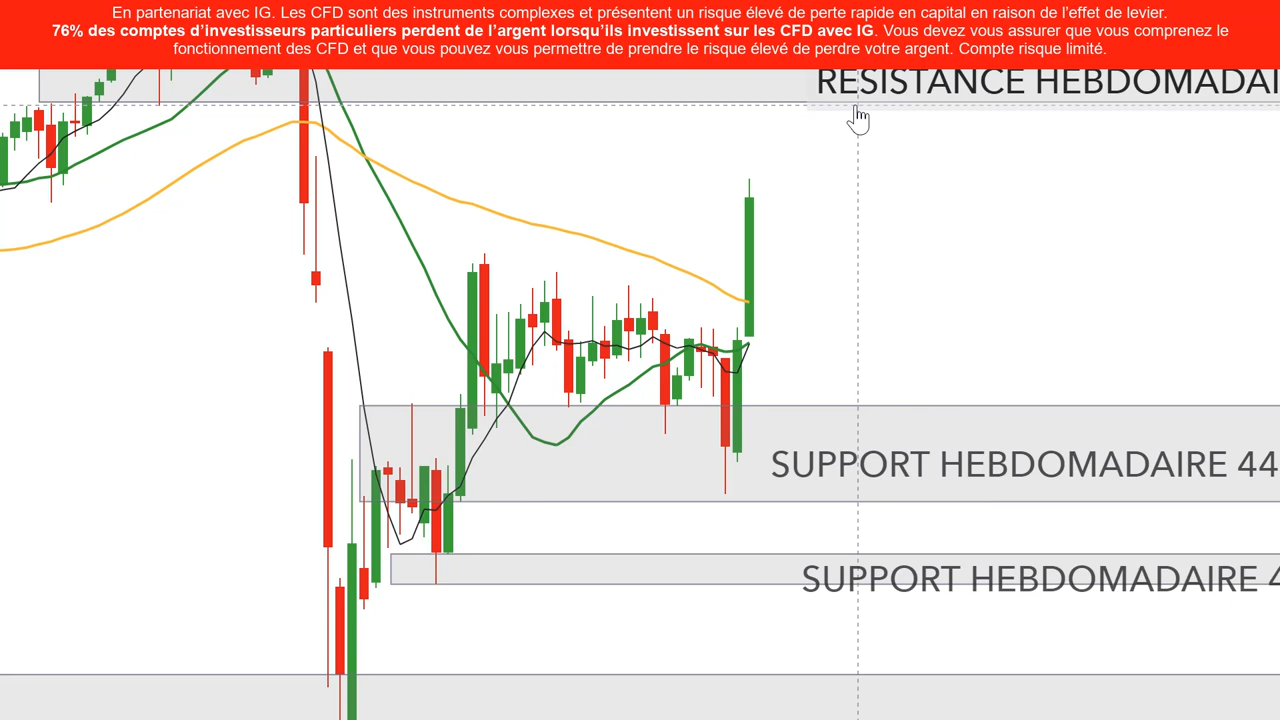 En partenariat avec IG. Les CFD sont des instruments complexes et présentent un risque élevé de perte rapide en capital en raison de l’effet de levier.
76% des comptes d’investisseurs particuliers perdent de l’argent lorsqu’ils investissent sur les CFD avec IG. Vous devez vous assurer que vous comprenez le
fonctionnement des CFD et que vous pouvez vous permettre de prendre le risque élevé de perdre votre argent. Compte risque limité.
RESISTANCE HEBDOMADAI
SUPPORT HEBDOMADAIRE 44
SUPPORT HEBDOMADAIRE 4